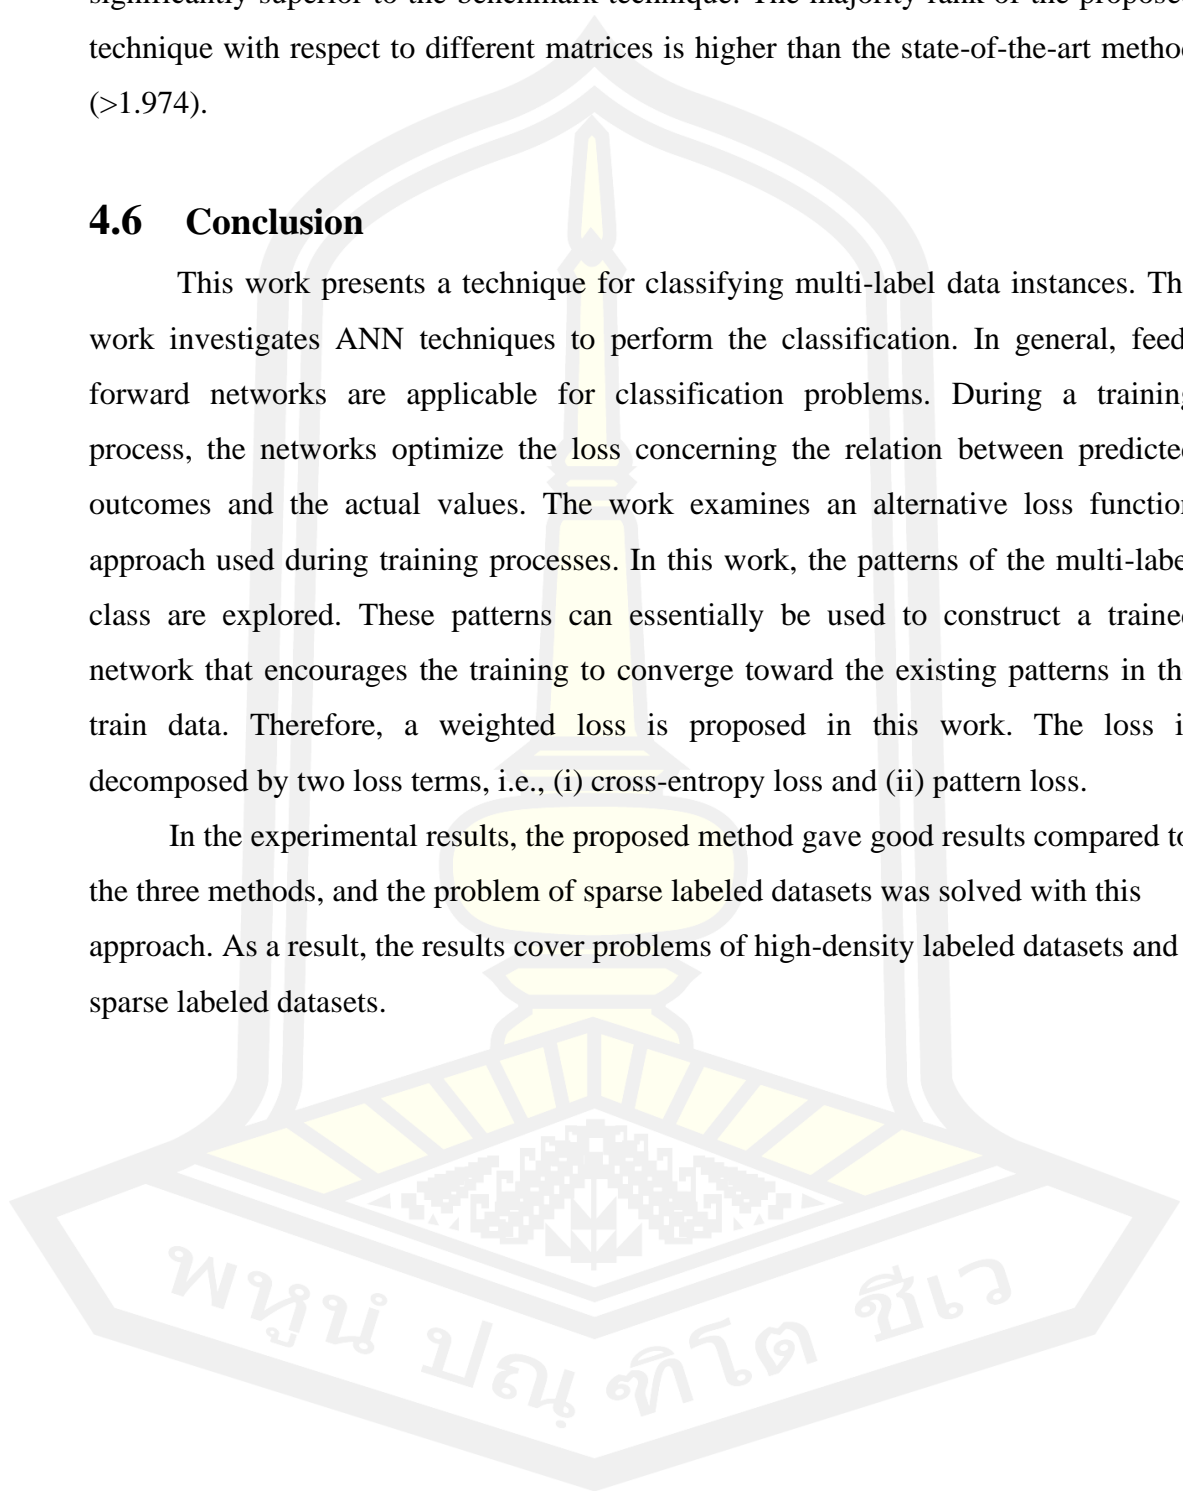 significantly superior to the benchmark technique. The majority rank of the propose
technique with respect to different matrices is higher than the state-of-the-art metho
(>1.974).
4.6 Conclusion
This work presents a technique for classifying multi-label data instances. Th
work investigates ANN techniques to perform the classification. In general, feed
forward networks are applicable for classification problems. During a training
process, the networks optimize the loss concerning the relation between predicte
outcomes and the actual values. The work examines an alternative loss function
approach used during training processes. In this work, the patterns of the multi-labe
class are explored. These patterns can essentially be used to construct a traine
network that encourages the training to converge toward the existing patterns in th
train data. Therefore, a weighted loss is proposed in this work. The loss i
decomposed by two loss terms, i.e., (i) cross-entropy loss and (ii) pattern loss.
In the experimental results, the proposed method gave good results compared to
the three methods, and the problem of sparse labeled datasets was solved with this
approach. As a result, the results cover problems of high-density labeled datasets and
sparse labeled datasets.
พหูนํ ปณฺฑิโต ชีเว